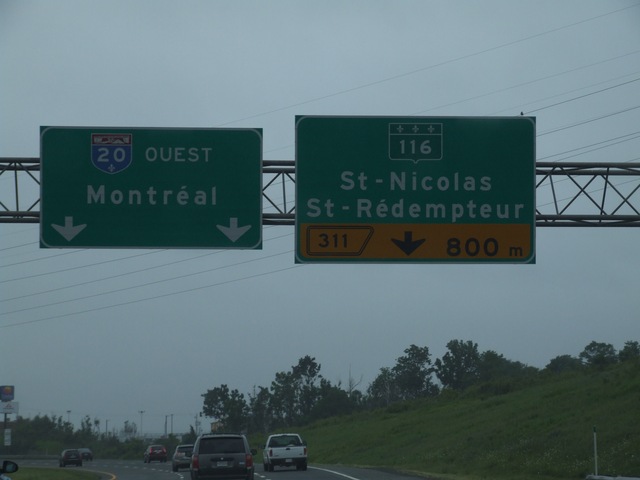 20 OUEST
Montréal
116
St-Nicolas
St-Rédempteur
311 800 m